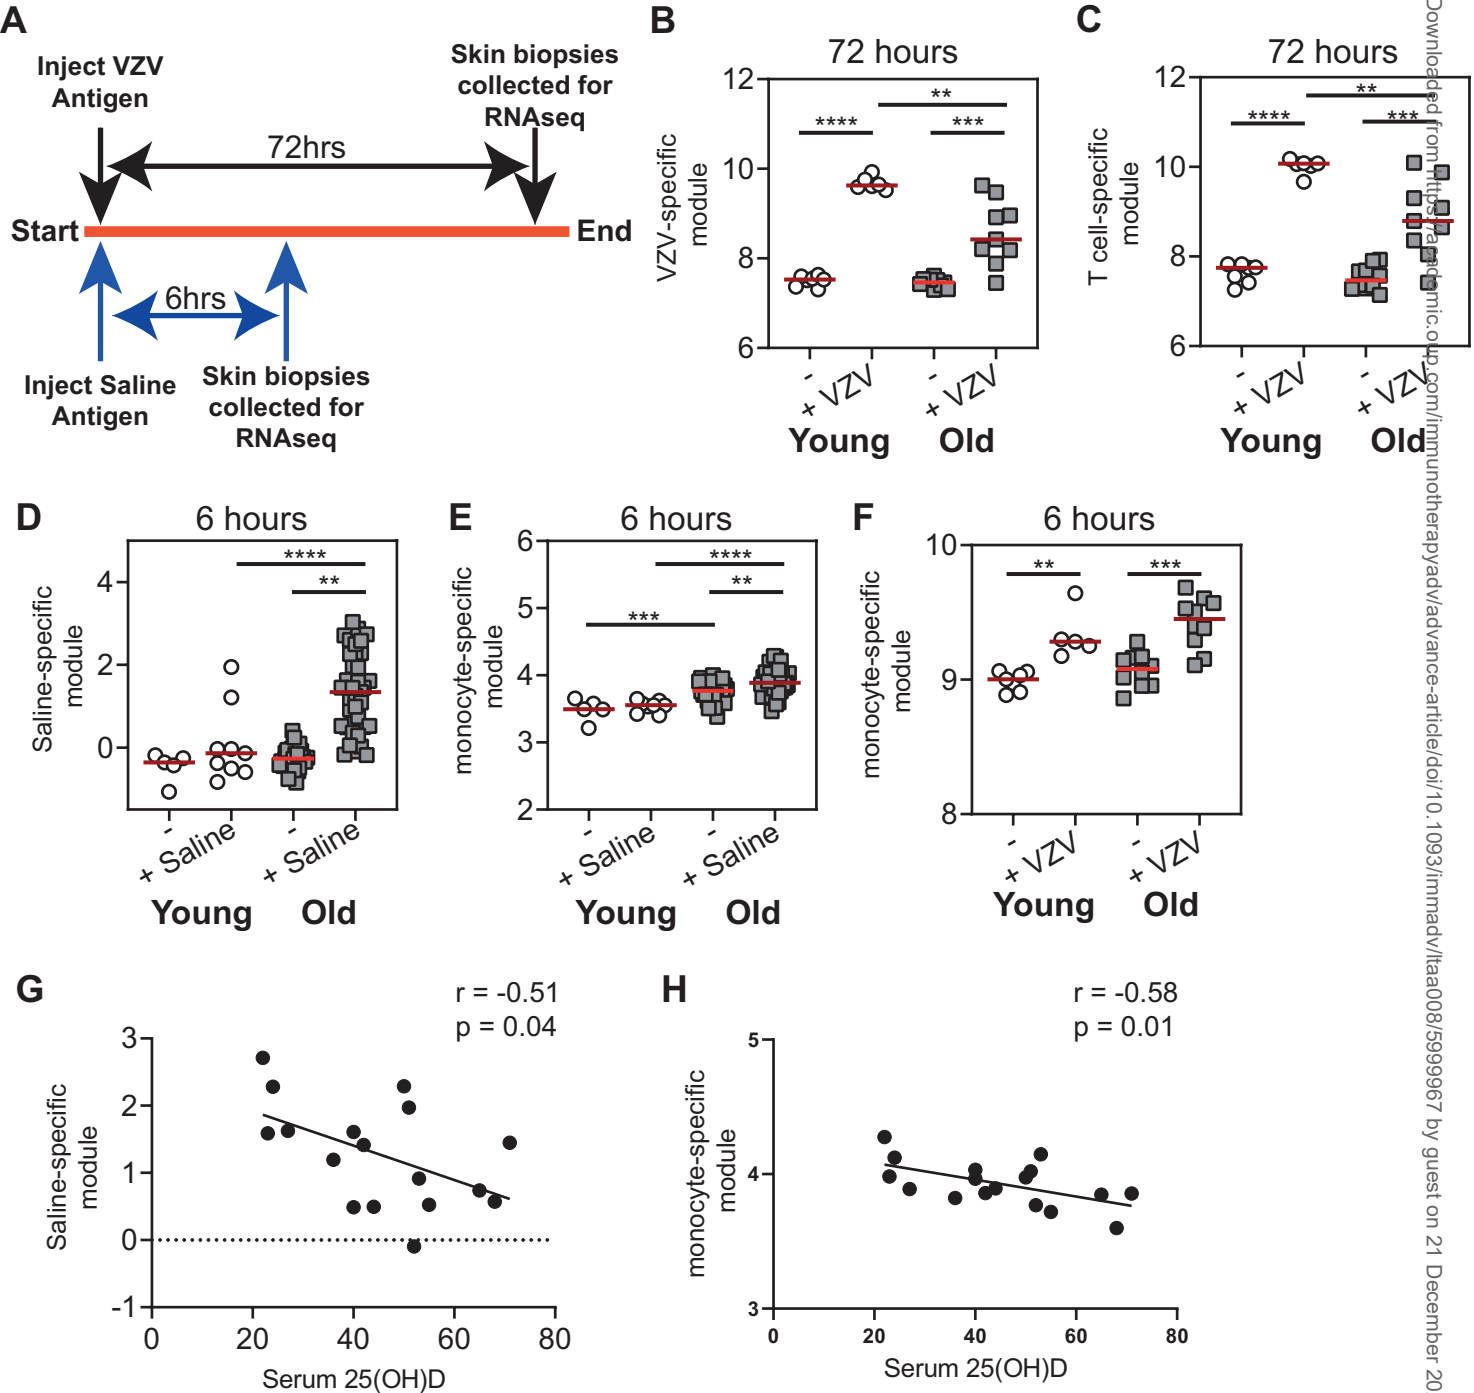 A
Inject VZV
Antigen
Skin biopsies
collected for
RNAseq
72hrs
Start
End
6hrs
Inject Saline
Antigen
Skin biopsies
collected for
RNAseq
B
72 hours
VZV-specific
module
12
10
8
6
****
**
***
-
+ VZV
-
+ VZV
Young
Old
C
72 hours
T cell-specific
module
12
10
8
6
****
**
***
-
+ VZV
-
+ VZV
Young
Old
D
6 hours
Saline-specific
module
4
2
0
****
**
-
+ Saline
-
+ Saline
Young
Old
E
6 hours
monocyte-specific
module
6
5
4
3
2
***
****
**
-
+ Saline
-
+ Saline
Young
Old
F
6 hours
monocyte-specific
module
10
9
8
**
***
-
+ VZV
-
+ VZV
Young
Old
G
r = -0.51
p = 0.04
Saline-specific
module
3
2
1
0
-1
0
20
40
60
80
Serum 25(OH)D
H
r = -0.58
p = 0.01
monocyte-specific
module
5
4
3
0
20
40
60
80
Serum 25(OH)D
Downloaded from https://academic.oup.com/immunotherapyadv/advance-article/doi/10.1093/immadv/ltaa008/5999967 by guest on 21 December 20